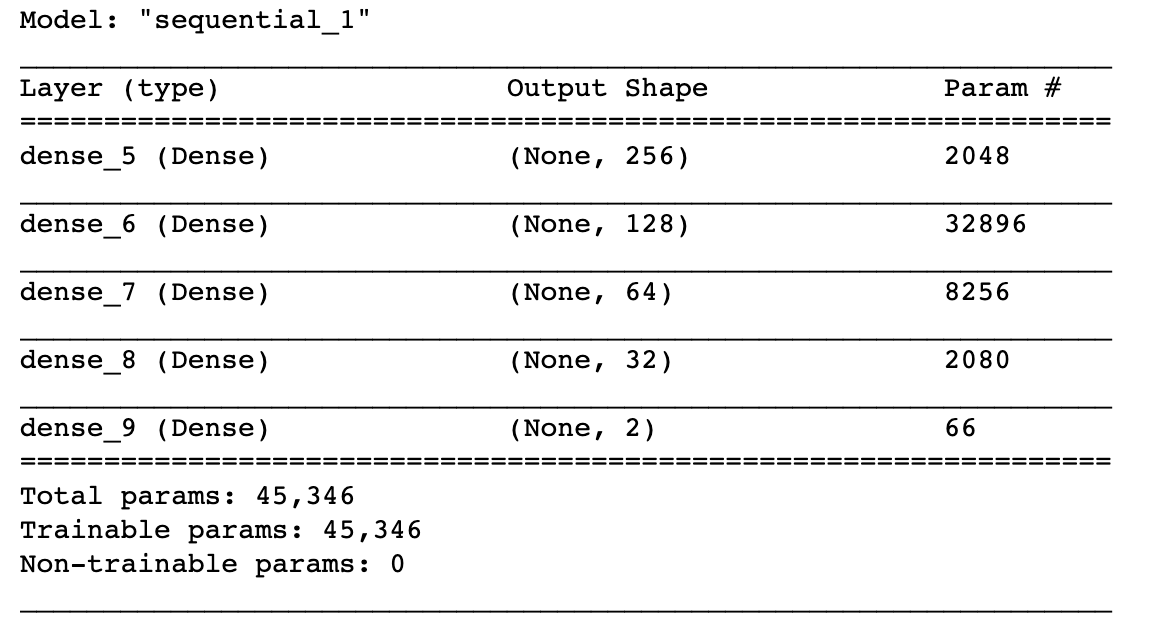 Model: "sequential_1"
Layer (type) Output Shape Param #
dense_5 (Dense) (None, 256) 2048
dense_6 (Dense) (None, 128) 32896
dense_7 (Dense) (None, 64) 8256
dense_8 (Dense) (None, 32) 2080
dense_9 (Dense) (None, 2) 66
Total params: 45,346
Trainable params: 45,346
Non-trainable params: 0